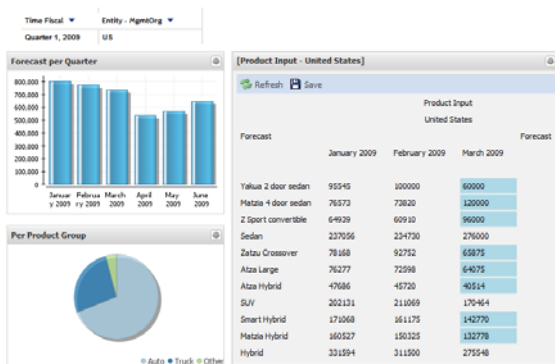 Time Fiscal Entity - MgmtOrg
Quarter 1, 2009 US
Forecast per Quarter
800,000
700,000
600,000
500,000
400,000
300,000
200,000
100,000
0
Januar y 2009 Februa ry 2009 March 2009 April 2009 May 2009 June 2009
Per Product Group
Auto Truck Other
[Product Input - United States]
Refresh Save
Product Input
United States
Forecast Forecast
January 2009 February 2009 March 2009
Yakua 2 door sedan 95545 100000 60000
Matzia 4 door sedan 76573 73820 120000
Z Sport convertible 64939 60910 96000
Sedan 237056 234730 276000
Zatzu Crossover 78168 92752 65875
Atza Large 76277 72598 64075
Atza Hybrid 47686 45720 40514
SUV 202131 211069 170464
Smart Hybrid 171068 161175 142770
Matzia Hybrid 160527 150325 132778
Hybrid 331594 311500 275548